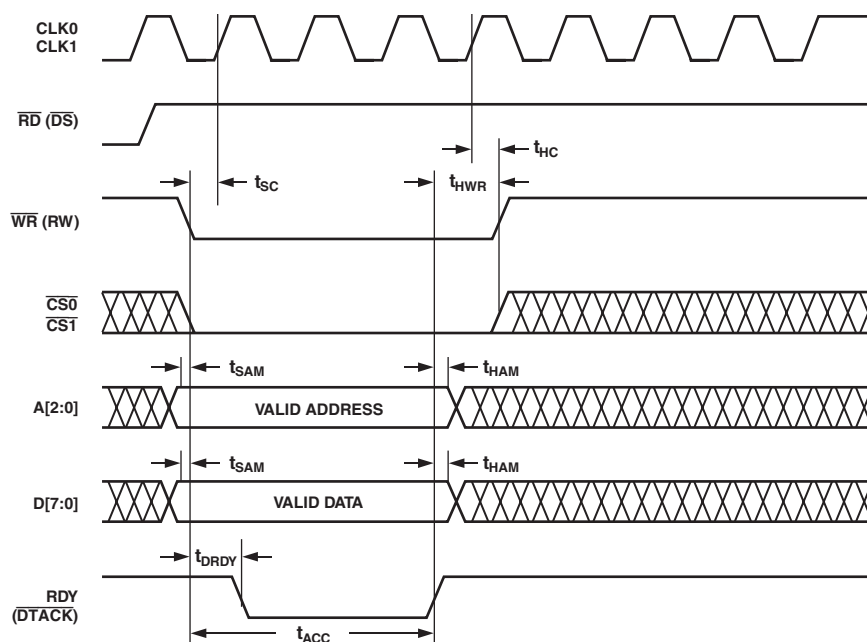 CLK0
CLK1
RD (DS)
tHC
tSC
tHWR
WR (RW)
CS0
CS1
tSAM
tHAM
A[2:0]
VALID ADDRESS
tSAM
tHAM
D[7:0]
VALID DATA
tDRDY
RDY
(DTACK)
tACC